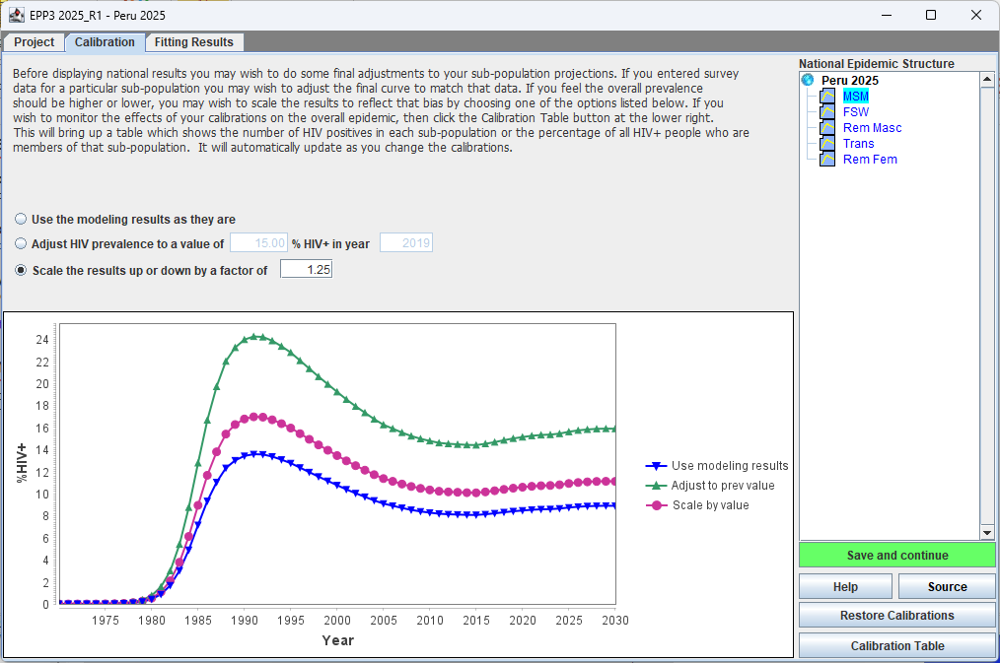 EPP3 2025_R1 - Peru 2025
Project
Calibration
Fitting Results
Before displaying national results you may wish to do some final adjustments to your sub-population projections. If you entered survey
data for a particular sub-population you may wish to adjust the final curve to match that data. If you feel the overall prevalence
should be higher or lower, you may wish to scale the results to reflect that bias by choosing one of the options listed below. If you
wish to monitor the effects of your calibrations on the overall epidemic, then click the Calibration Table button at the lower right.
This will bring up a table which shows the number of HIV positives in each sub-population or the percentage of all HIV+ people who are
members of that sub-population.  It will automatically update as you change the calibrations.
Use the modeling results as they are
Adjust HIV prevalence to a value of 15.00 % HIV+ in year 2019
Scale the results up or down by a factor of 1.25
%HIV+
24
22
20
18
16
14
12
10
8
6
4
2
0
1975 1980 1985 1990 1995 2000 2005 2010 2015 2020 2025 2030
Year
Use modeling results
Adjust to prev value
Scale by value
National Epidemic Structure
Peru 2025
MSM
FSW
Rem Masc
Trans
Rem Fem
Save and continue
Help
Source
Restore Calibrations
Calibration Table